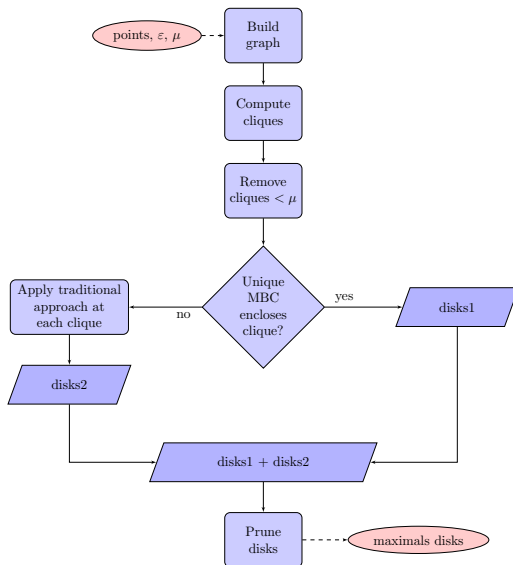 points, ε, μ
Build
graph
Compute
cliques
Remove
cliques < μ
Unique
MBC
encloses
clique?
no
yes
Apply traditional
approach at
each clique
disks1
disks2
disks1 + disks2
Prune
disks
maximals disks